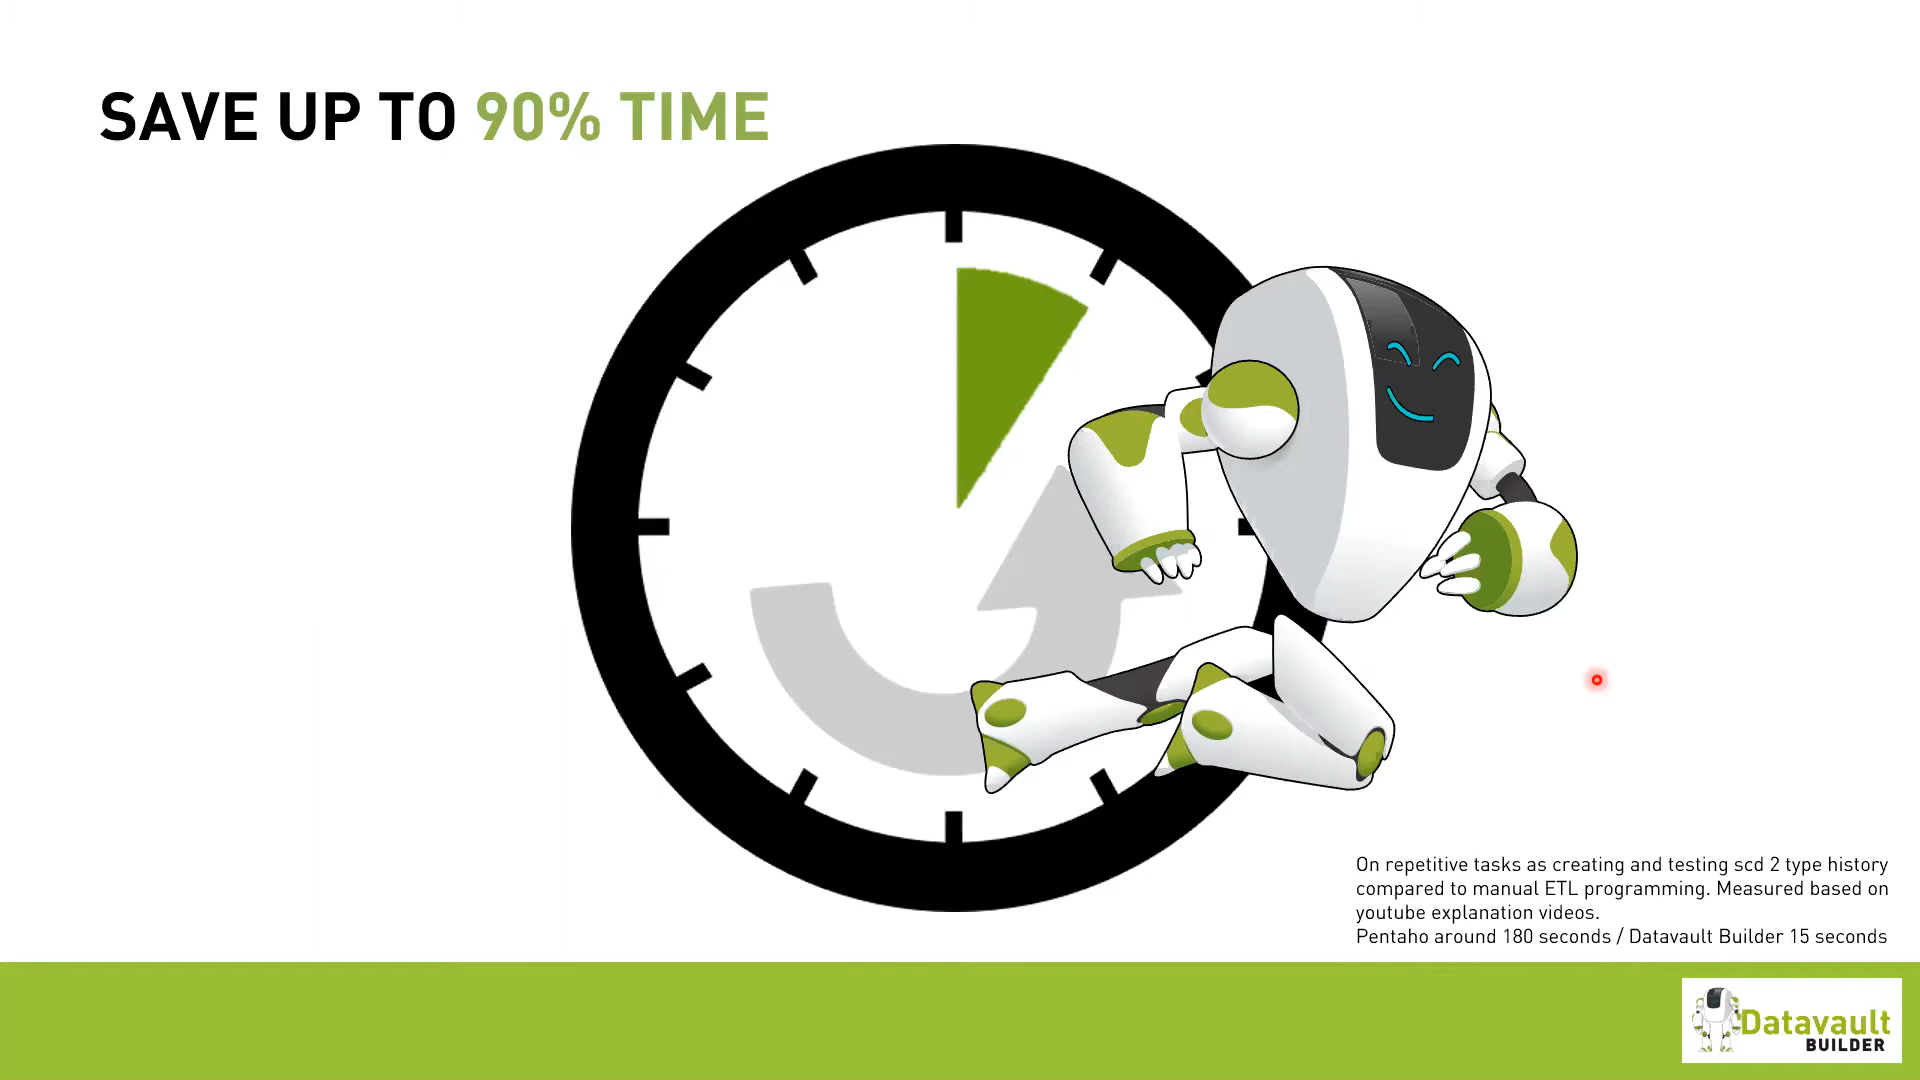 SAVE UP TO 90% TIME
On repetitive tasks as creating and testing scd 2 type history
compared to manual ETL programming. Measured based on
youtube explanation videos.
Pentaho around 180 seconds / Datavault Builder 15 seconds
Datavault
BUILDER